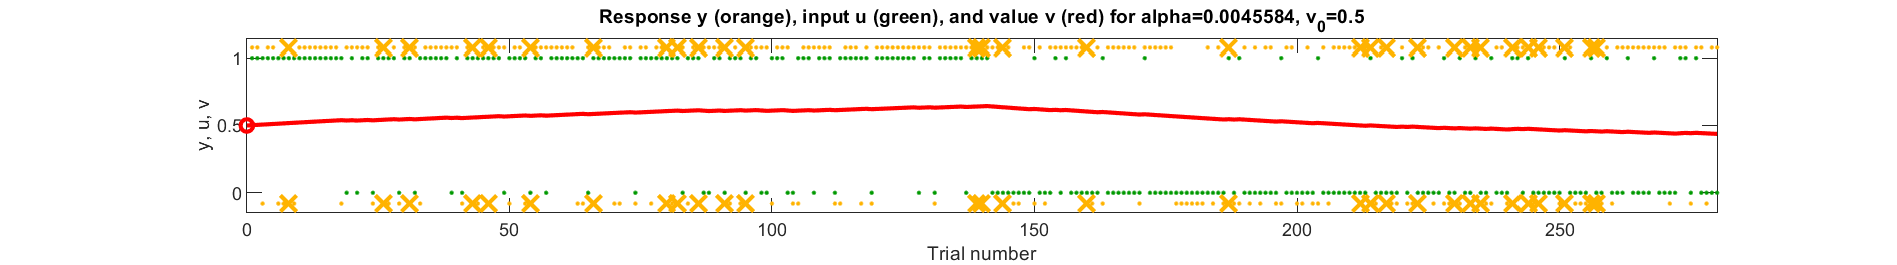 Response y (orange), input u (green), and value v (red) for alpha=0.0045584, v_0=0.5
y, u, v
1
0.5
0
0 50 100 150 200 250
Trial number